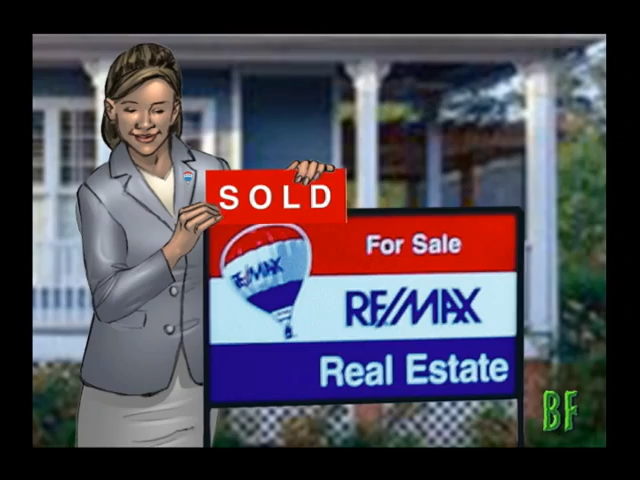 SOLD
For Sale
RE/MAX
RE/MAX
Real Estate
BF